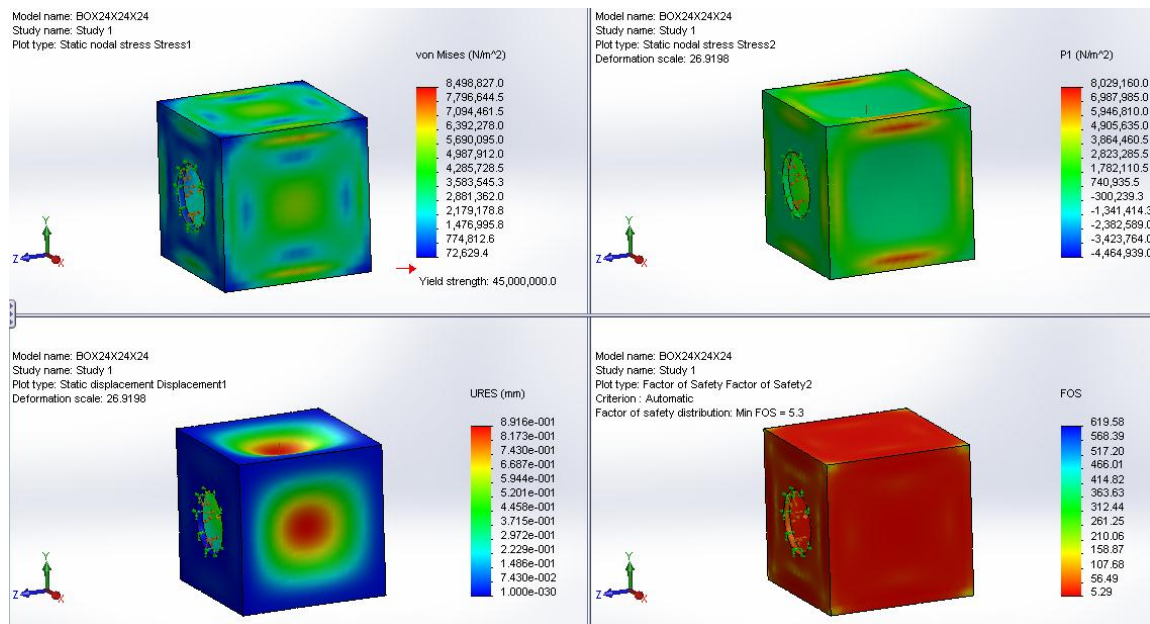 Model name: BOX24X24X24
Study name: Study 1
Plot type: Static nodal stress Stress1
von Mises (N/m^2)
8,498,827.0
7,796,644.5
7,094,461.5
6,392,278.0
5,690,095.0
4,987,912.0
4,285,728.5
3,583,545.3
2,881,362.0
2,179,178.8
1,476,995.8
774,812.6
72,629.4
Yield strength: 45,000,000.0
Y
Z
X
Model name: BOX24X24X24
Study name: Study 1
Plot type: Static nodal stress Stress2
Deformation scale: 26.9198
P1 (N/m^2)
8,029,160.0
6,987,985.0
5,946,810.0
4,905,635.0
3,864,460.5
2,823,285.5
1,782,110.5
740,935.5
-300,239.3
-1,341,414.3
-2,382,589.0
-3,423,764.0
-4,464,939.0
Y
Z
X
Model name: BOX24X24X24
Study name: Study 1
Plot type: Static displacement Displacement1
Deformation scale: 26.9198
URES (mm)
8.916e-001
8.173e-001
7.430e-001
6.687e-001
5.944e-001
5.201e-001
4.458e-001
3.715e-001
2.972e-001
2.229e-001
1.486e-001
7.430e-002
1.000e-030
Y
Z
X
Model name: BOX24X24X24
Study name: Study 1
Plot type: Factor of Safety Factor of Safety2
Criterion : Automatic
Factor of safety distribution: Min FOS = 5.3
FOS
619.58
568.39
517.20
466.01
414.82
363.63
312.44
261.25
210.06
158.87
107.68
56.49
5.29
Y
Z
X